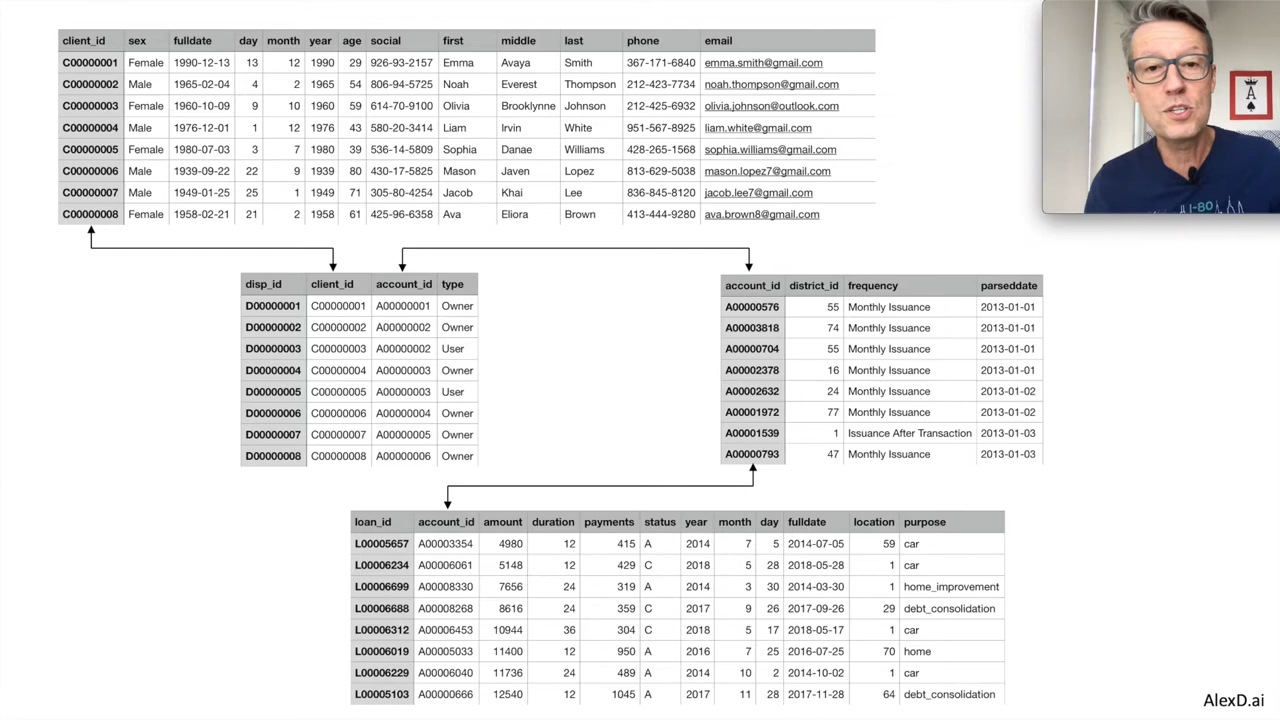 client_id sex fulldate day month year age social first middle last phone email
C00000001 Female 1990-12-13 13 12 1990 29 926-93-2157 Emma Avaya Smith 367-171-6840 emma.smith@gmail.com
C00000002 Male 1965-02-04 4 2 1965 54 806-94-5725 Noah Everest Thompson 212-423-7734 noah.thompson@gmail.com
C00000003 Female 1960-10-09 9 10 1960 59 614-70-9100 Olivia Brooklynne Johnson 212-425-6932 olivia.johnson@outlook.com
C00000004 Male 1976-12-01 1 12 1976 43 580-20-3414 Liam Irvin White 951-567-8925 liam.white@gmail.com
C00000005 Female 1980-07-03 3 7 1980 39 536-14-5809 Sophia Danae Williams 428-265-1568 sophia.williams@gmail.com
C00000006 Male 1939-09-22 22 9 1939 80 430-17-5825 Mason Javen Lopez 813-629-5038 mason.lopez7@gmail.com
C00000007 Male 1949-01-25 25 1 1949 71 305-80-4254 Jacob Khai Lee 836-845-8120 jacob.lee7@gmail.com
C00000008 Female 1958-02-21 21 2 1958 61 425-96-6358 Ava Eliora Brown 413-444-9280 ava.brown8@gmail.com
A
I-80
disp_id client_id account_id type
D00000001 C00000001 A00000001 Owner
D00000002 C00000002 A00000002 Owner
D00000003 C00000003 A00000002 User
D00000004 C00000004 A00000003 Owner
D00000005 C00000005 A00000003 User
D00000006 C00000006 A00000004 Owner
D00000007 C00000007 A00000005 Owner
D00000008 C00000008 A00000006 Owner
account_id district_id frequency parseddate
A00000576 55 Monthly Issuance 2013-01-01
A00003818 74 Monthly Issuance 2013-01-01
A00000704 55 Monthly Issuance 2013-01-01
A00002378 16 Monthly Issuance 2013-01-01
A00002632 24 Monthly Issuance 2013-01-02
A00001972 77 Monthly Issuance 2013-01-02
A00001539 1 Issuance After Transaction 2013-01-03
A00000793 47 Monthly Issuance 2013-01-03
loan_id account_id amount duration payments status year month day fulldate location purpose
L00005657 A00003354 4980 12 415 A 2014 7 5 2014-07-05 59 car
L00006234 A00006061 5148 12 429 C 2018 5 28 2018-05-28 1 car
L00006699 A00008330 7656 24 319 A 2014 3 30 2014-03-30 1 home_improvement
L00006688 A00008268 8616 24 359 C 2017 9 26 2017-09-26 29 debt_consolidation
L00006312 A00006453 10944 36 304 C 2018 5 17 2018-05-17 1 car
L00006019 A00005033 11400 12 950 A 2016 7 25 2016-07-25 70 home
L00006229 A00006040 11736 24 489 A 2014 10 2 2014-10-02 1 car
L00005103 A00000666 12540 12 1045 A 2017 11 28 2017-11-28 64 debt_consolidation
AlexD.ai